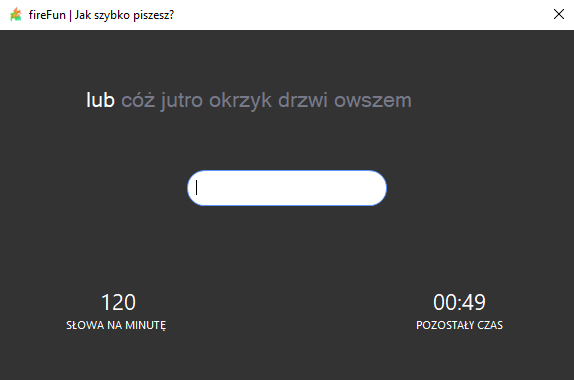 fireFun | Jak szybko piszesz?
lub cóż jutro okrzyk drzwi owszem
120
SŁOWA NA MINUTĘ
00:49
POZOSTAŁY CZAS